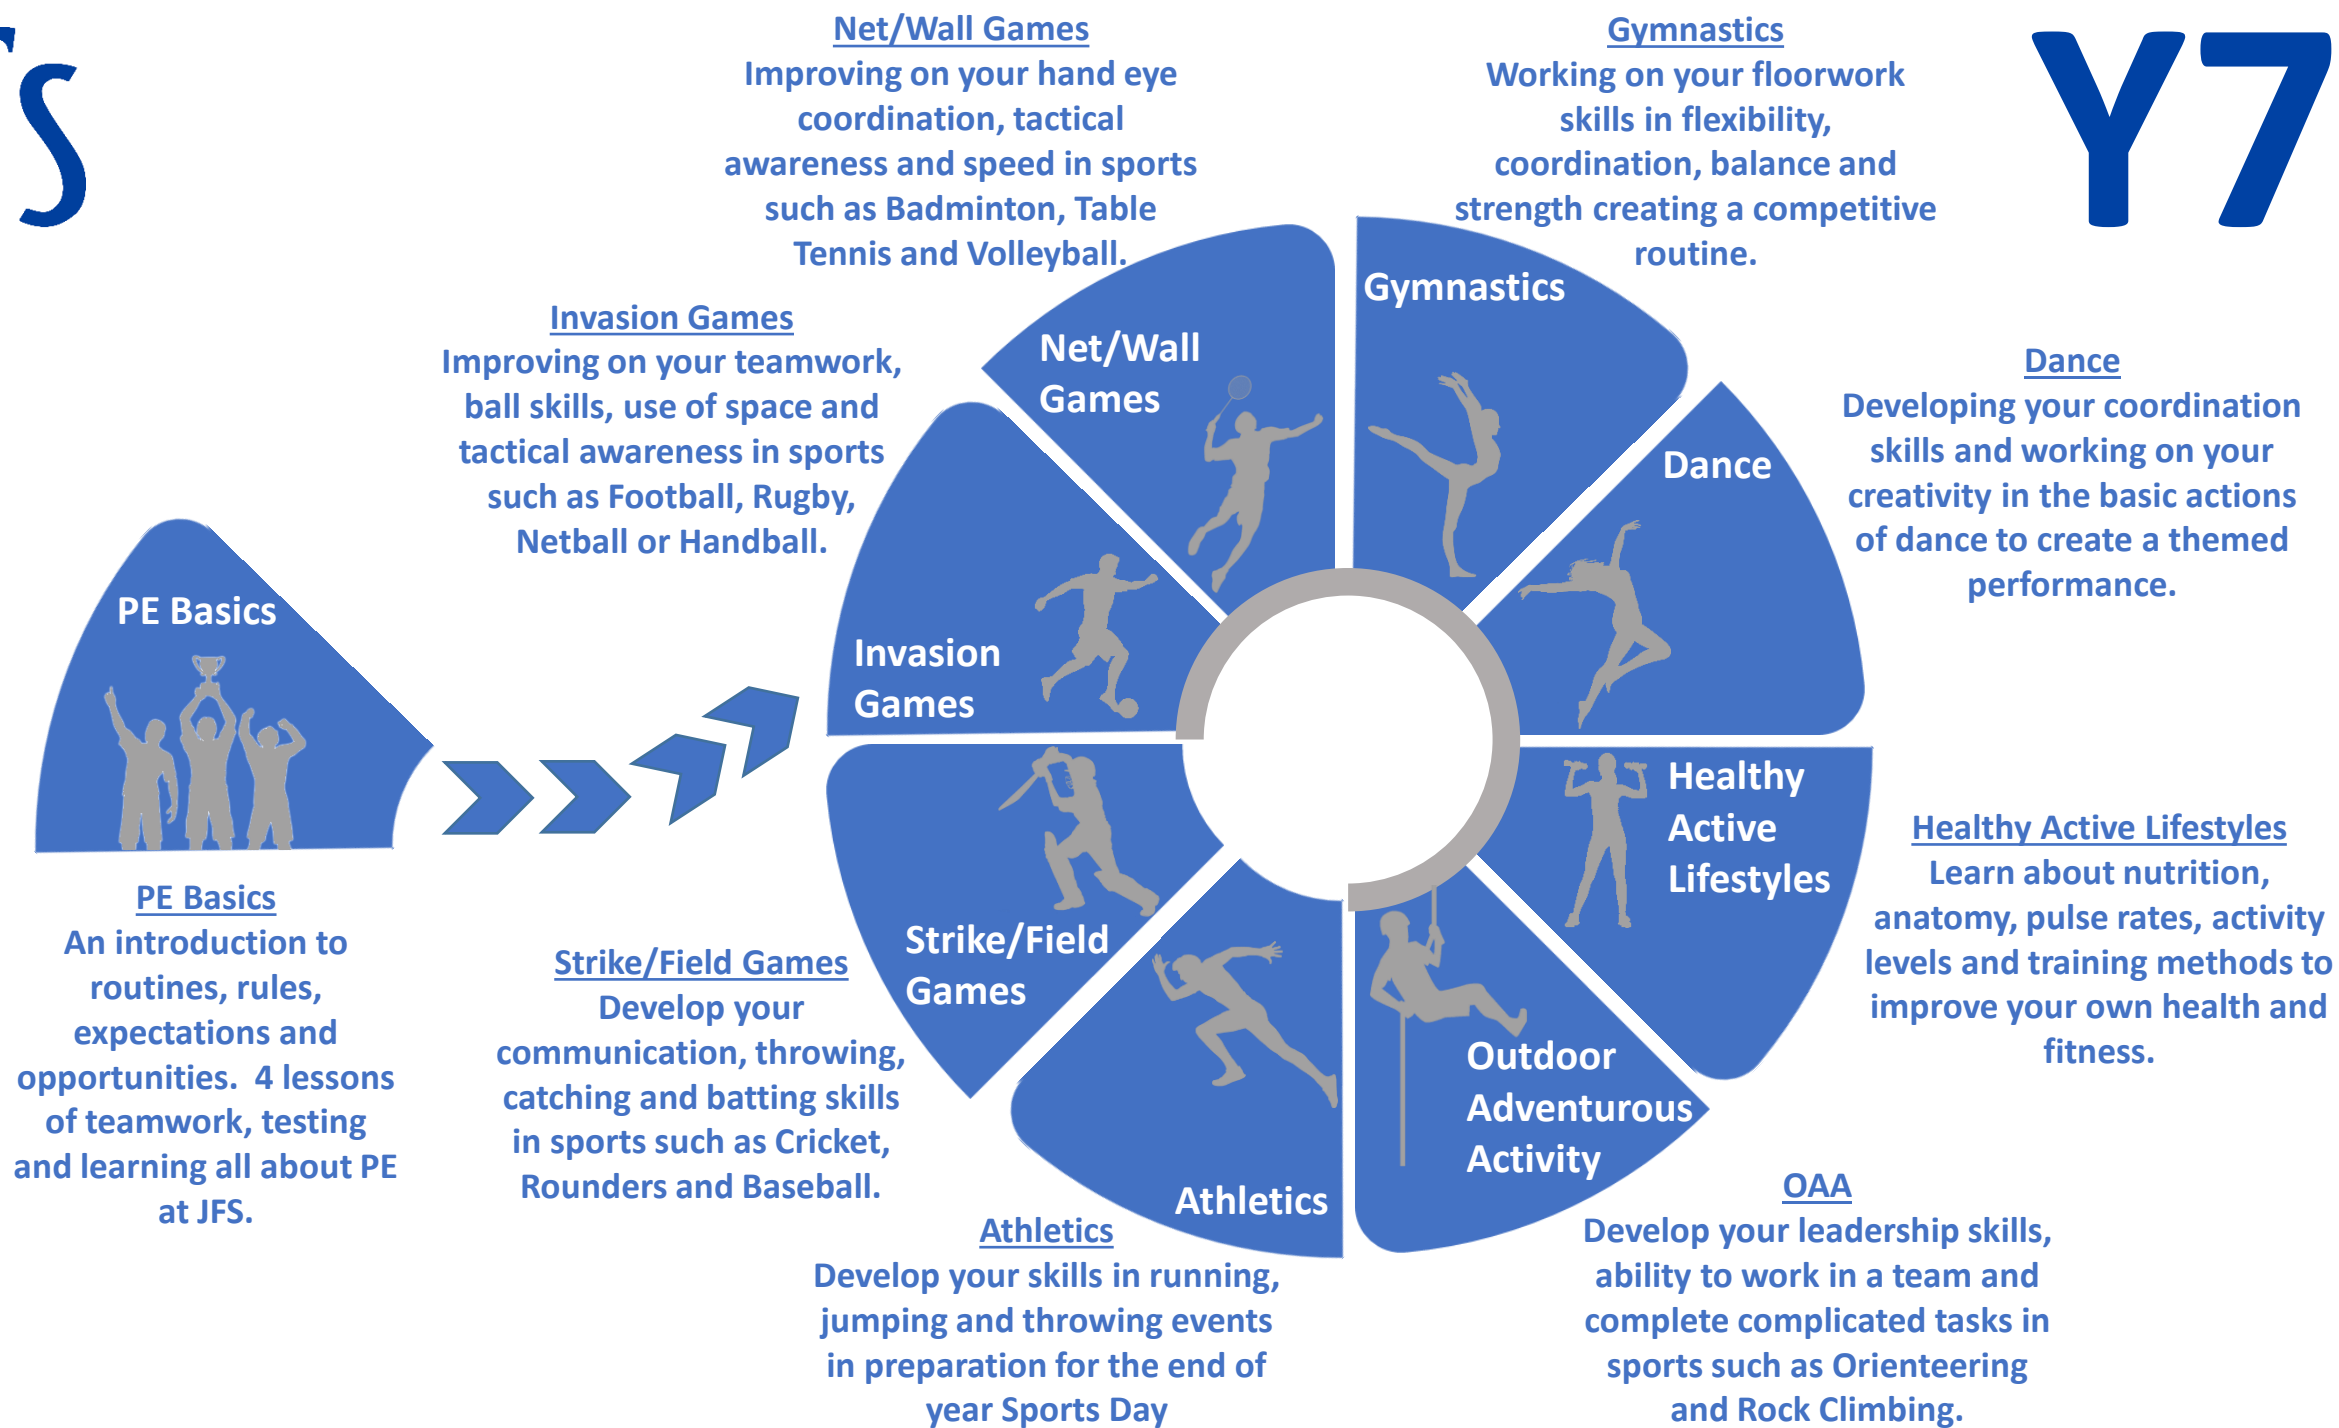 Y7
Net/Wall Games
Improving on your hand eye
coordination, tactical
awareness and speed in sports
such as Badminton, Table
Tennis and Volleyball.
Gymnastics
Working on your floorwork
skills in flexibility,
coordination, balance and
strength creating a competitive
routine.
Invasion Games
Improving on your teamwork,
ball skills, use of space and
tactical awareness in sports
such as Football, Rugby,
Netball or Handball.
Dance
Developing your coordination
skills and working on your
creativity in the basic actions
of dance to create a themed
performance.
PE Basics
Invasion
Games
Net/Wall
Games
Gymnastics
Dance
Healthy
Active
Lifestyles
Outdoor
Adventurous
Activity
Athletics
Strike/Field
Games
PE Basics
An introduction to
routines, rules,
expectations and
opportunities.  4 lessons
of teamwork, testing
and learning all about PE
at JFS.
Strike/Field Games
Develop your
communication, throwing,
catching and batting skills
in sports such as Cricket,
Rounders and Baseball.
Healthy Active Lifestyles
Learn about nutrition,
anatomy, pulse rates, activity
levels and training methods to
improve your own health and
fitness.
Athletics
Develop your skills in running,
jumping and throwing events
in preparation for the end of
year Sports Day
OAA
Develop your leadership skills,
ability to work in a team and
complete complicated tasks in
sports such as Orienteering
and Rock Climbing.